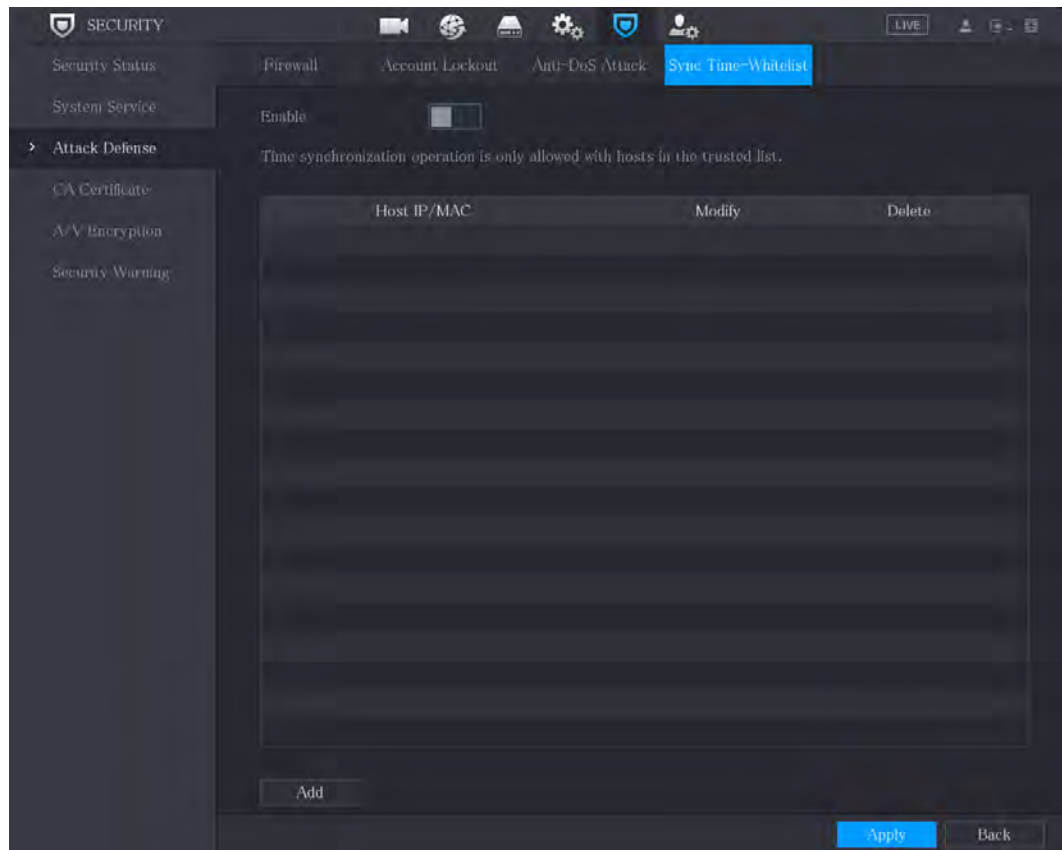 SECURITY
LIVE
Security Status
Firewall Account Lockout Anti-DoS Attack Sync Time-Whitelist
System Service
Enable
Attack Defense
Time synchronization operation is only allowed with hosts in the trusted list.
CA Certificate
Host IP/MAC Modify Delete
A/V Encryption
Security Warning
Add
Apply Back